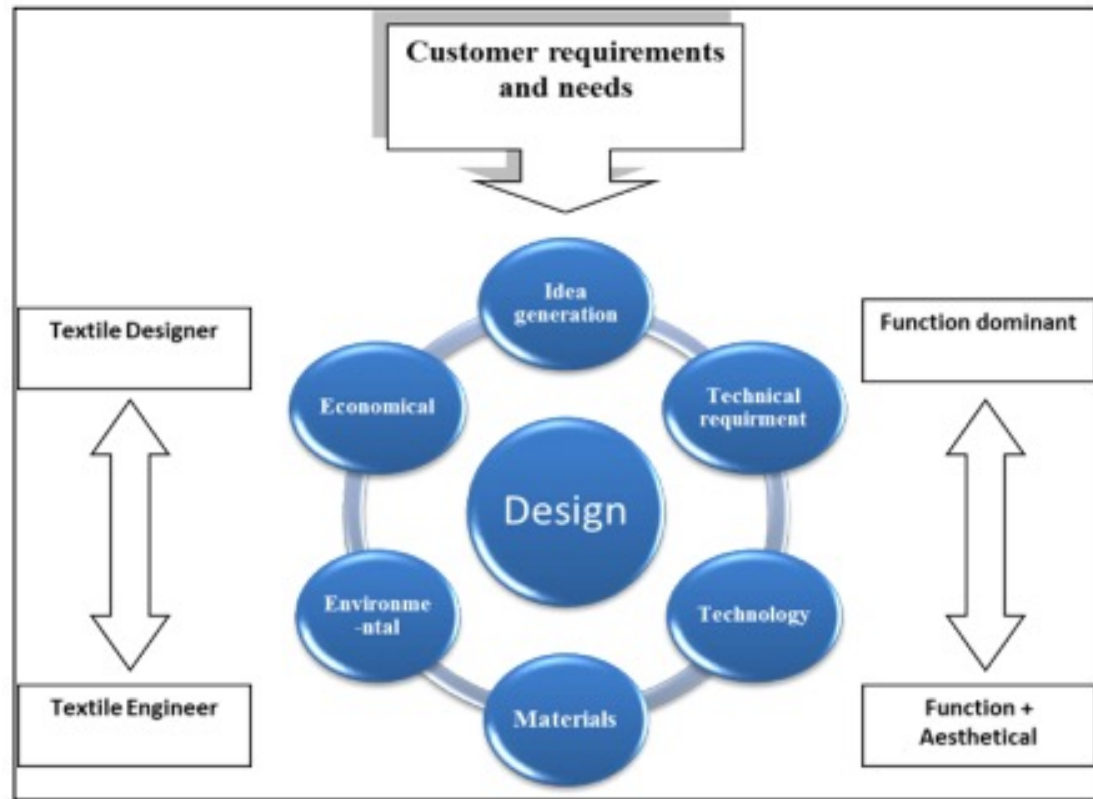 Customer requirements
and needs
Idea
generation
Textile Designer
Function dominant
Economical
Technical
requirment
Design
Environme
-ntal
Technology
Textile Engineer
Materials
Function +
Aesthetical